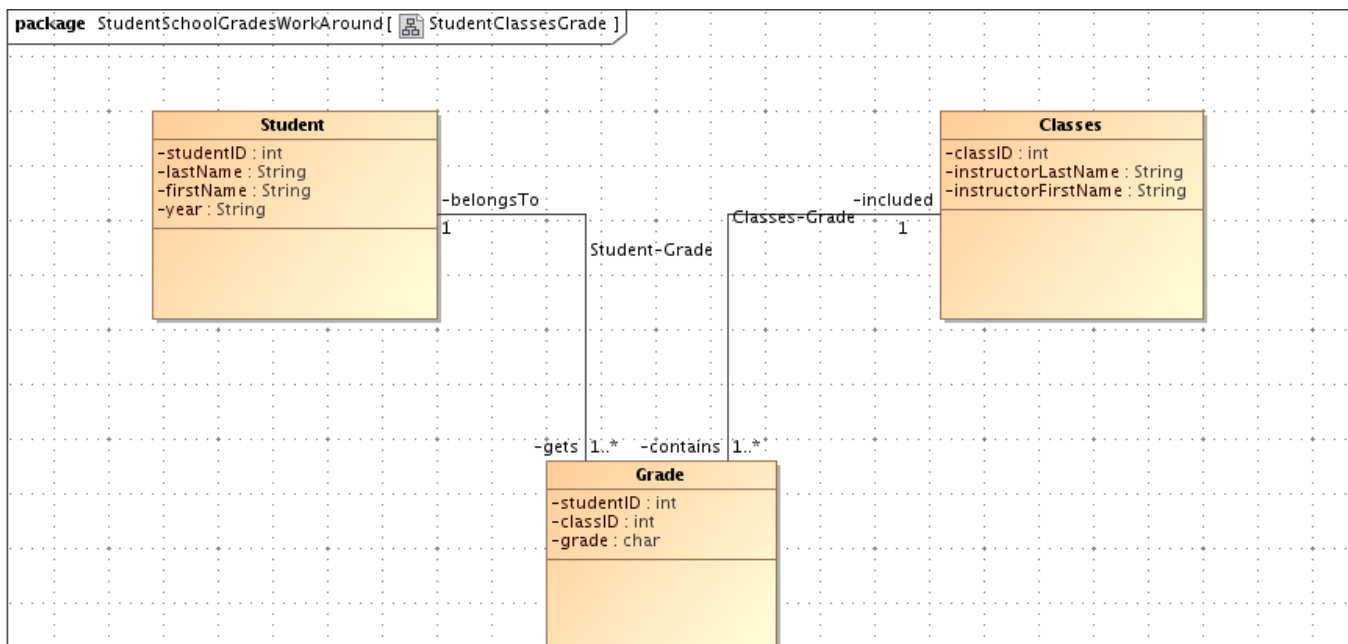 package StudentSchoolGradesWorkAround [ StudentClassesGrade ]
Student
-studentID : int
-lastName : String
-firstName : String
-year : String
Classes
-classID : int
-instructorLastName : String
-instructorFirstName : String
-belongsTo
1
Student-Grade
-included
1
Classes-Grade
-gets 1..*
-contains 1..*
Grade
-studentID : int
-classID : int
-grade : char